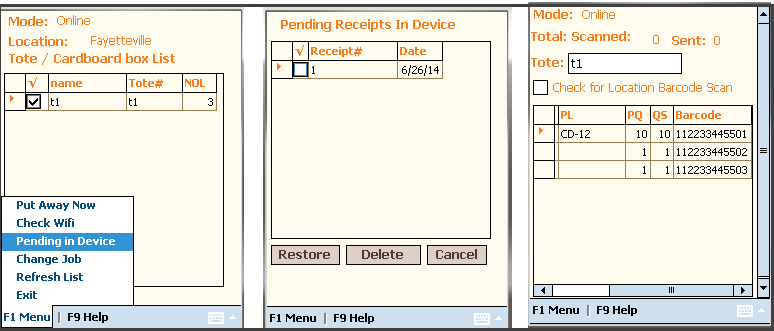 Mode: Online
Location: Fayetteville
Tote / Cardboard box List
√ name Tote# NOL
t1 t1 3
Put Away Now
Check Wifi
Pending in Device
Change Job
Refresh List
Exit
F1 Menu | F9 Help
Pending Receipts In Device
√ Receipt# Date
1 6/26/14
Restore Delete Cancel
F1 Menu | F9 Help
Mode: Online
Total: Scanned: 0 Sent: 0
Tote: t1
Check for Location Barcode Scan
PL PQ QS Barcode
CD-12 10 10 112233445501
1 1 112233445502
1 1 112233445503
F1 Menu | F9 Help